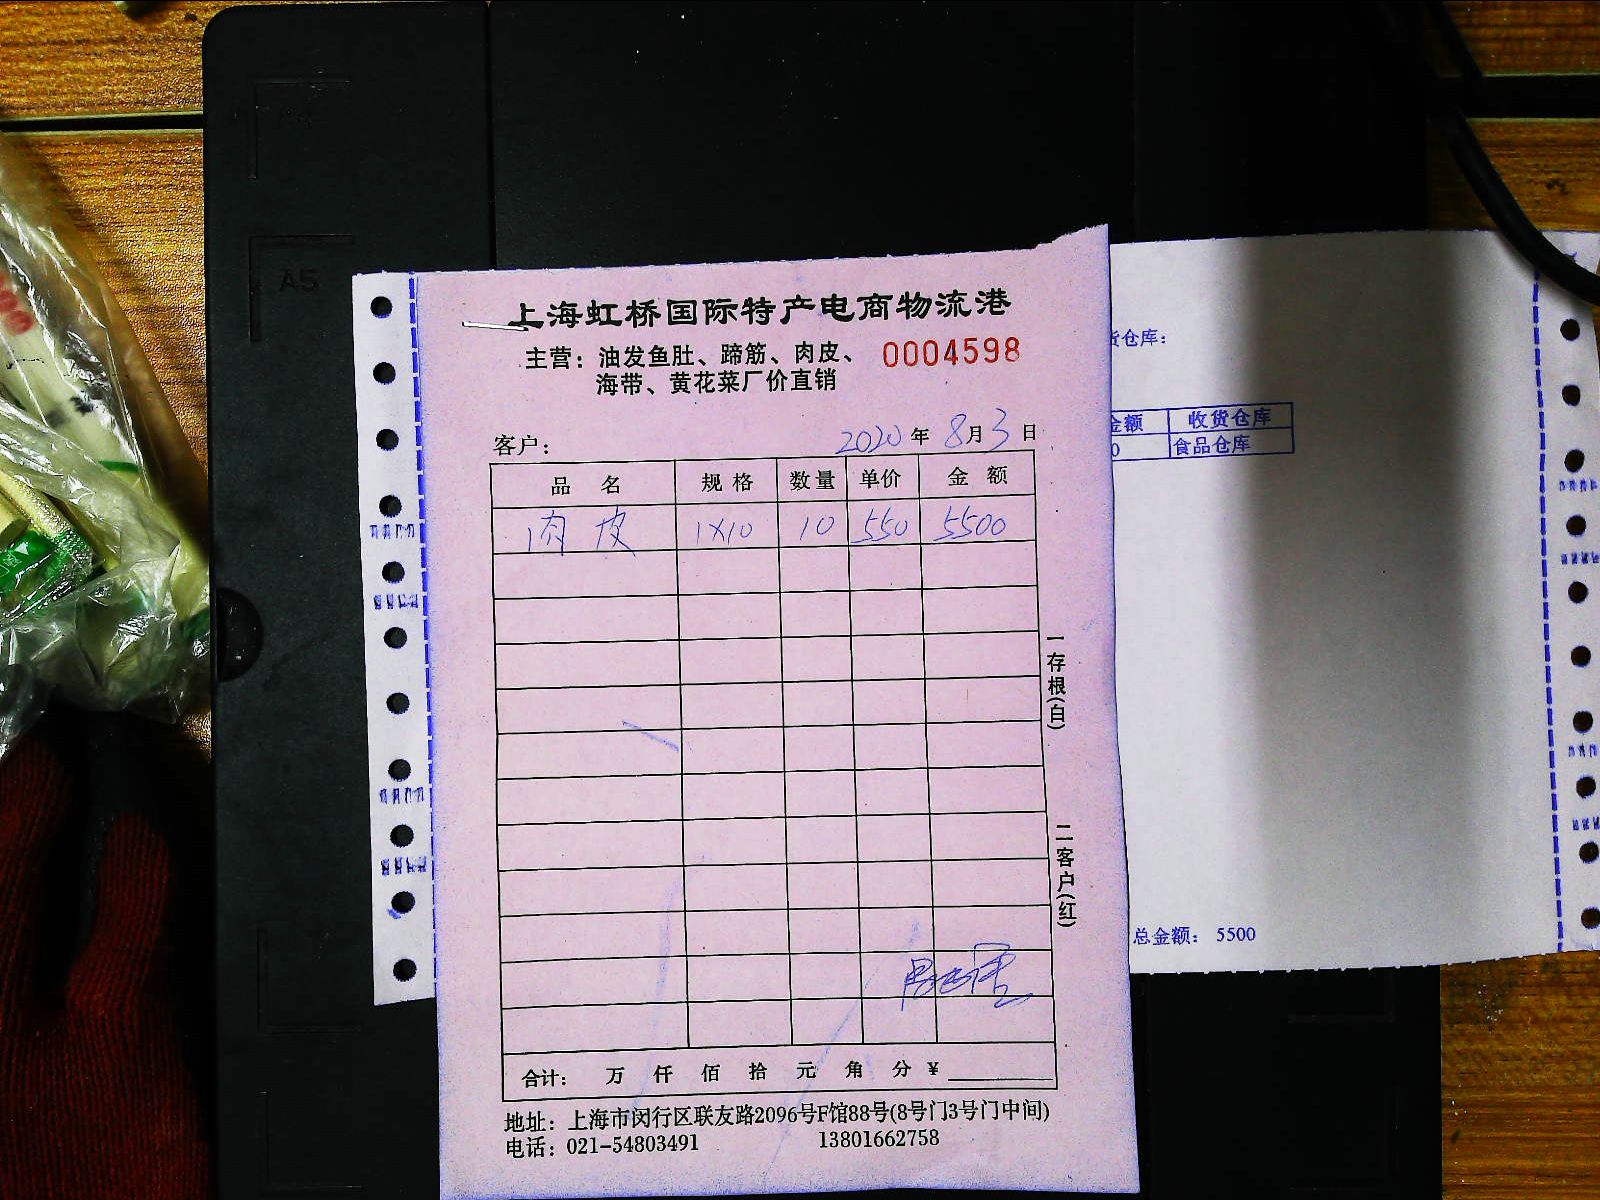 A4
A5
上海虹桥国际特产电商物流港
主营：油发鱼肚、蹄筋、肉皮、
海带、黄花菜厂价直销
0004598
客户：
2020年8月3日
品名 规格 数量 单价 金额
肉皮 1X10 10 550 5500
一存根(白)
二客户(红)
合计： 万 仟 佰 拾 元 角 分 ¥
地址：上海市闵行区联友路2096号F馆88号(8号门3号门中间)
电话：021-54803491 13801662758
货仓库：
金额 收货仓库
0 食品仓库
总金额： 5500